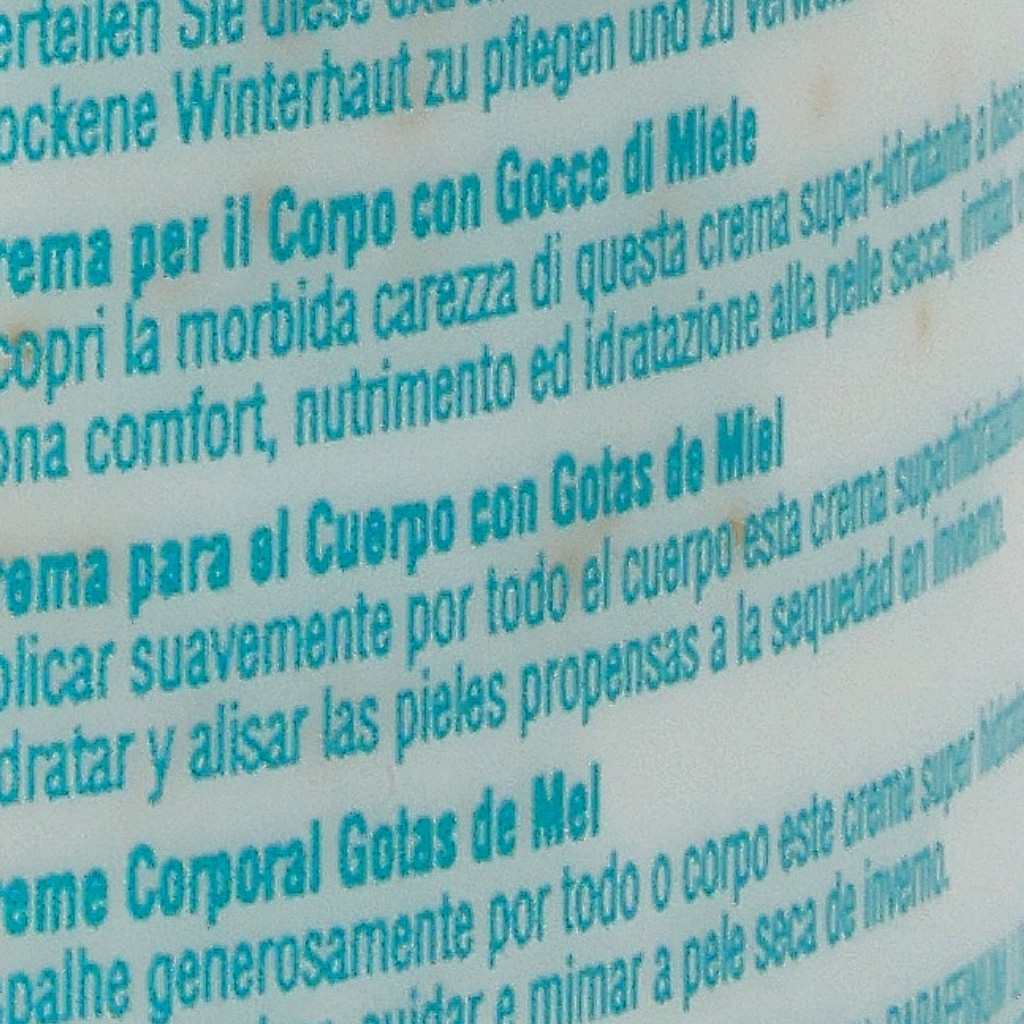 erteilen Sie diese
ockene Winterhaut zu pflegen und zu
rema per il Corpo con Gocce di Miele
copri la morbida carezza di questa crema super-idratante a base
ona comfort, nutrimento ed idratazione alla pelle secca,
rema para el Cuerpo con Gotas de Miel
plicar suavemente por todo el cuerpo esta crema
dratar y alisar las pieles propensas a la sequedad en invierno.
reme Corporal Gotas de Mel
palhe generosamente por todo o corpo este creme super
cuidar e mimar a pele seca de inverno.